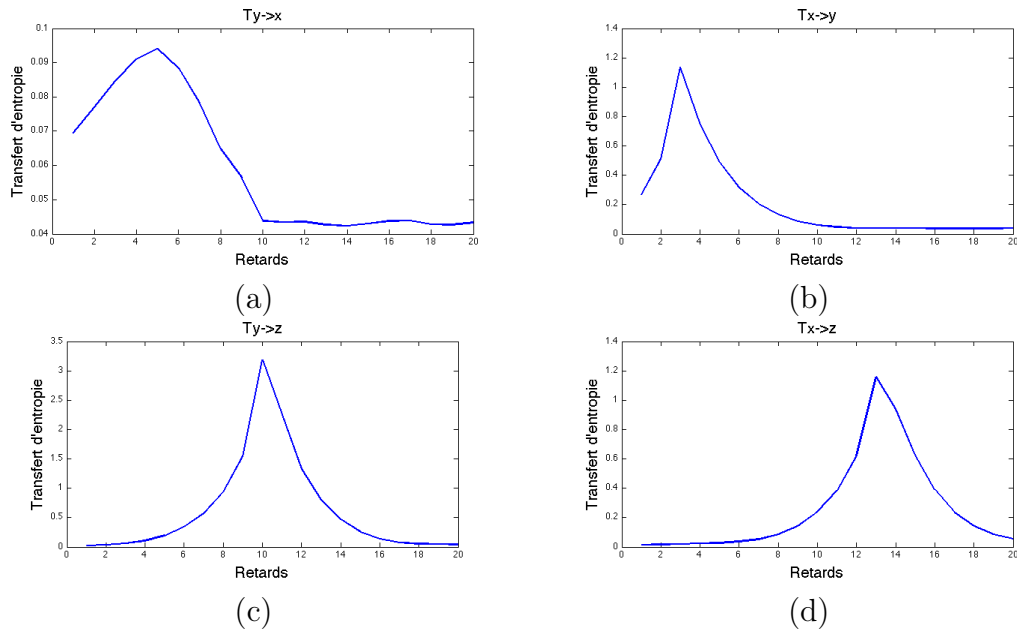 Ty->x
0.1
0.09
0.08
0.07
0.06
0.05
0.04
Transfert d'entropie
0 2 4 6 8 10 12 14 16 18 20
Retards
(a)
Tx->y
1.4
1.2
1
0.8
0.6
0.4
0.2
0
Transfert d'entropie
0 2 4 6 8 10 12 14 16 18 20
Retards
(b)
Ty->z
3.5
3
2.5
2
1.5
1
0.5
0
Transfert d'entropie
0 2 4 6 8 10 12 14 16 18 20
Retards
(c)
Tx->z
1.4
1.2
1
0.8
0.6
0.4
0.2
0
Transfert d'entropie
0 2 4 6 8 10 12 14 16 18 20
Retards
(d)